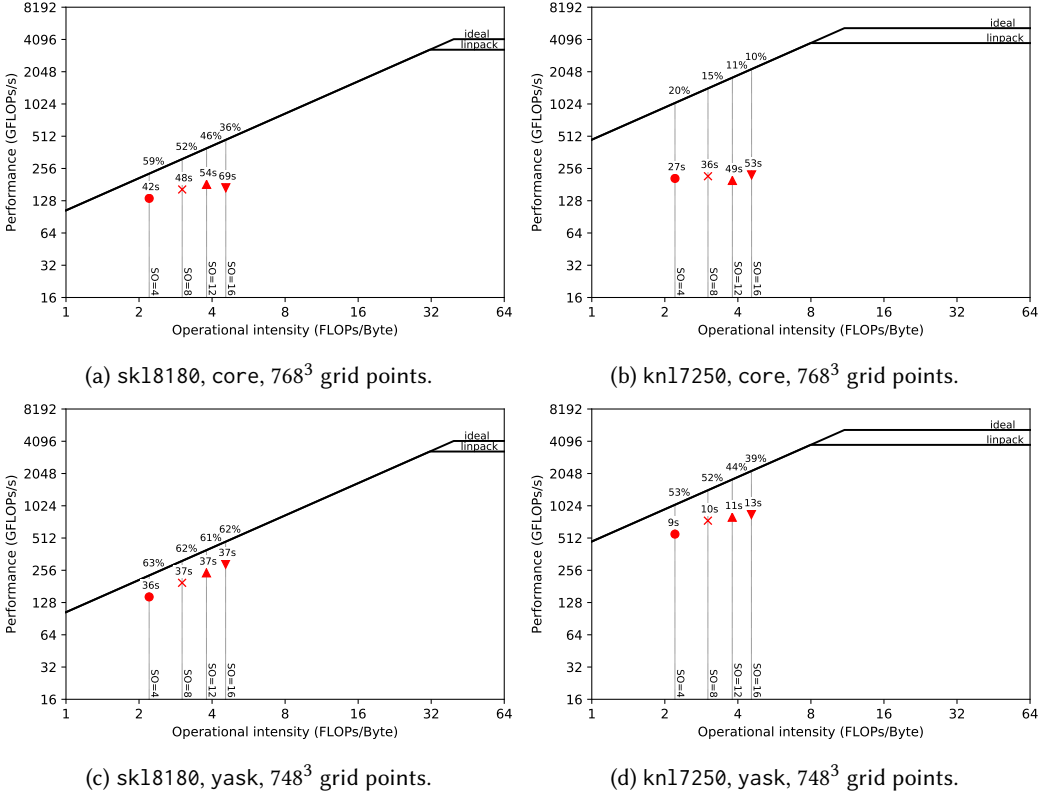 8192
4096
2048
1024
512
256
128
64
32
16
Performance (GFLOPs/s)
ideal
linpack
59%
52%
46%
36%
42s
48s
54s
69s
SO=4
SO=8
SO=12
SO=16
1 2 4 8 16 32 64
Operational intensity (FLOPs/Byte)
(a) skl8180, core, 768³ grid points.
8192
4096
2048
1024
512
256
128
64
32
16
Performance (GFLOPs/s)
ideal
linpack
20%
15%
11%
10%
27s
36s
49s
53s
SO=4
SO=8
SO=12
SO=16
1 2 4 8 16 32 64
Operational intensity (FLOPs/Byte)
(b) knl7250, core, 768³ grid points.
8192
4096
2048
1024
512
256
128
64
32
16
Performance (GFLOPs/s)
ideal
linpack
63%
62%
61%
62%
36s
37s
37s
37s
SO=4
SO=8
SO=12
SO=16
1 2 4 8 16 32 64
Operational intensity (FLOPs/Byte)
(c) skl8180, yask, 748³ grid points.
8192
4096
2048
1024
512
256
128
64
32
16
Performance (GFLOPs/s)
ideal
linpack
53%
52%
44%
39%
9s
10s
11s
13s
SO=4
SO=8
SO=12
SO=16
1 2 4 8 16 32 64
Operational intensity (FLOPs/Byte)
(d) knl7250, yask, 748³ grid points.